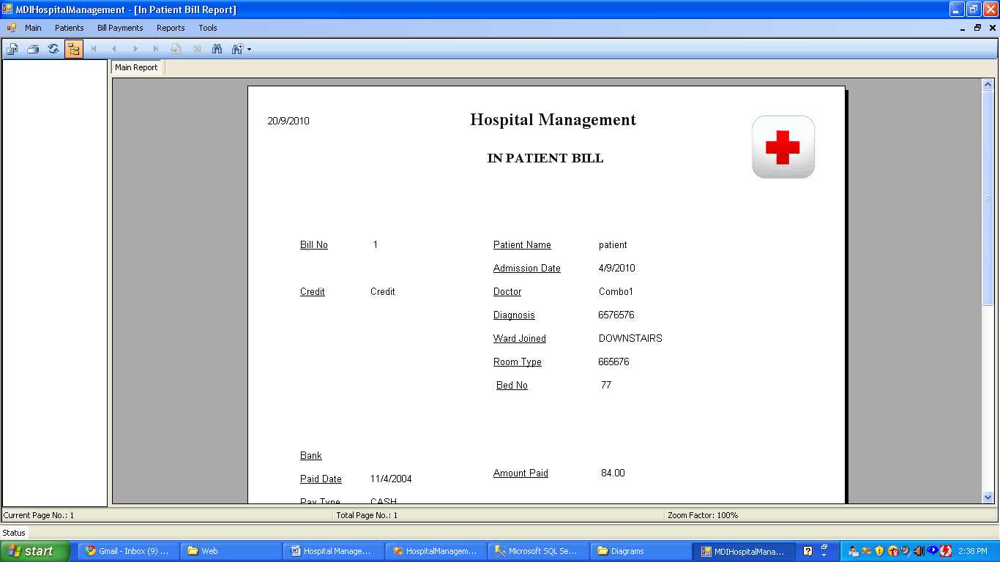 MDIHospitalManagement - [In Patient Bill Report]
Main Patients Bill Payments Reports Tools
Main Report
20/9/2010
Hospital Management
IN PATIENT BILL
Bill No 1 Patient Name patient
Admission Date 4/9/2010
Credit Credit Doctor Combo1
Diagnosis 6576576
Ward Joined DOWNSTAIRS
Room Type 665676
Bed No 77
Bank
Amount Paid 84.00
Paid Date 11/4/2004
Pay Type CASH
Current Page No.: 1 Total Page No.: 1 Zoom Factor: 100%
Status
start Gmail - Inbox (9) ... Web Hospital Manage... HospitalManagem... Microsoft SQL Se... Diagrams MDIHospitalMana... 2:38 PM